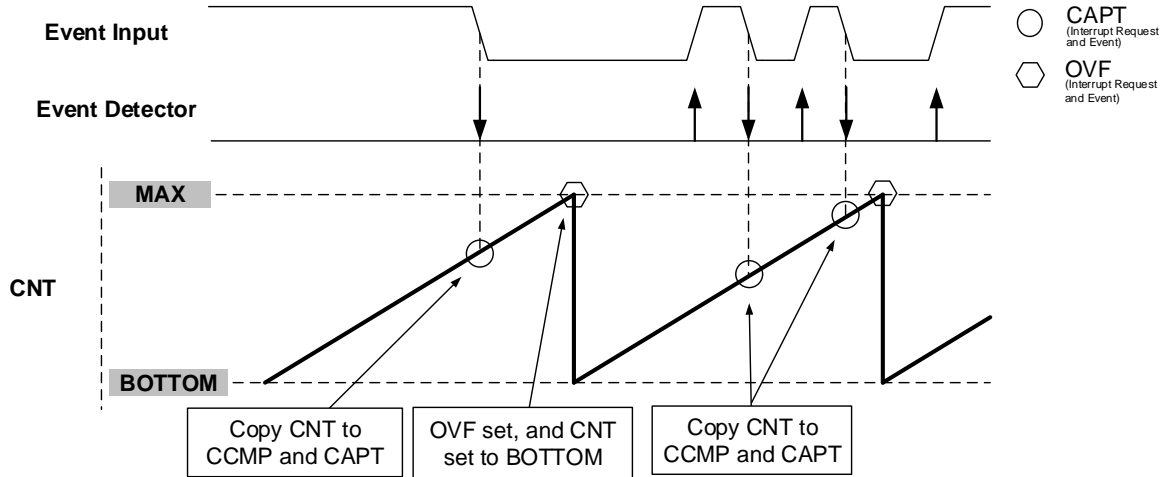 Event Input
CAPT
(Interrupt Request
and Event)
OVF
(Interrupt Request
and Event)
Event Detector
MAX
CNT
BOTTOM
Copy CNT to
CCMP and CAPT
OVF set, and CNT
set to BOTTOM
Copy CNT to
CCMP and CAPT